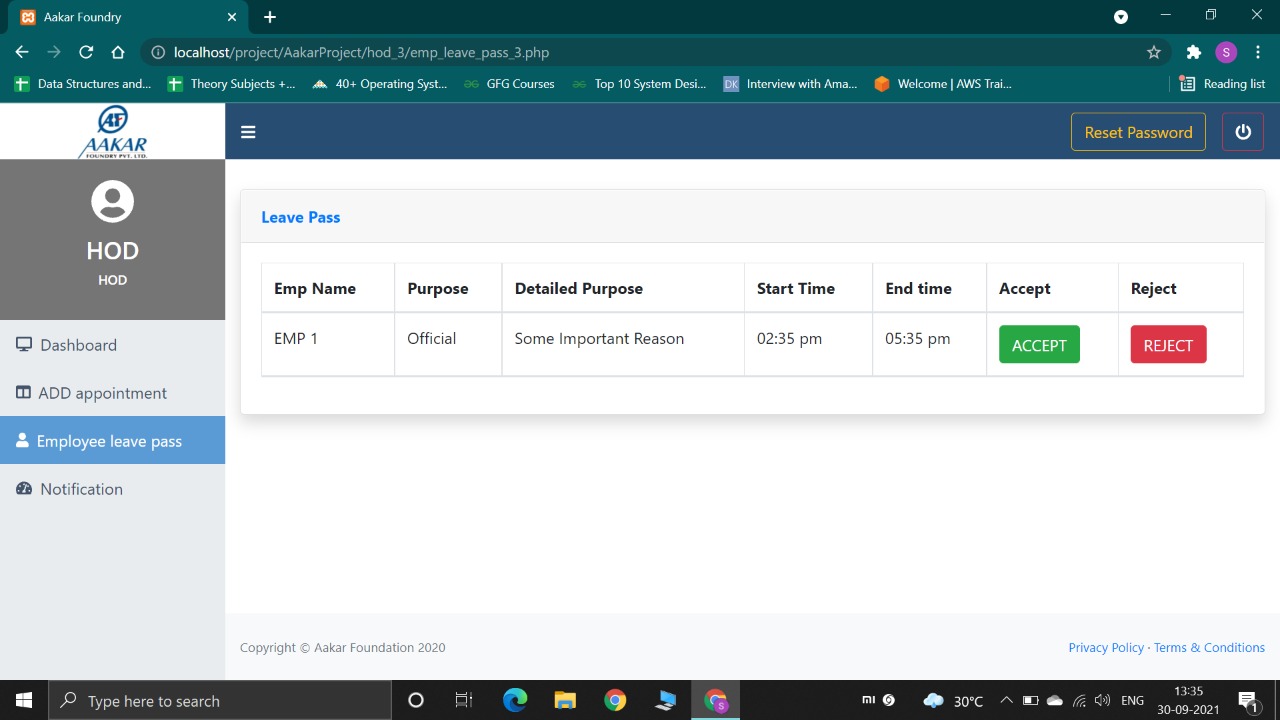 Aakar Foundry
localhost/project/AakarProject/hod_3/emp_leave_pass_3.php
S
Data Structures and... Theory Subjects +... 40+ Operating Syst... GFG Courses Top 10 System Desi... DK Interview with Ama... Welcome | AWS Trai... Reading list
AF
AAKAR
FOUNDRY PVT. LTD.
Reset Password
HOD
HOD
Dashboard
ADD appointment
Employee leave pass
Notification
Leave Pass
Emp Name Purpose Detailed Purpose Start Time End time Accept Reject
EMP 1 Official Some Important Reason 02:35 pm 05:35 pm ACCEPT REJECT
Copyright © Aakar Foundation 2020 Privacy Policy · Terms & Conditions
Type here to search
S
mi 30°C ENG
13:35
30-09-2021
1